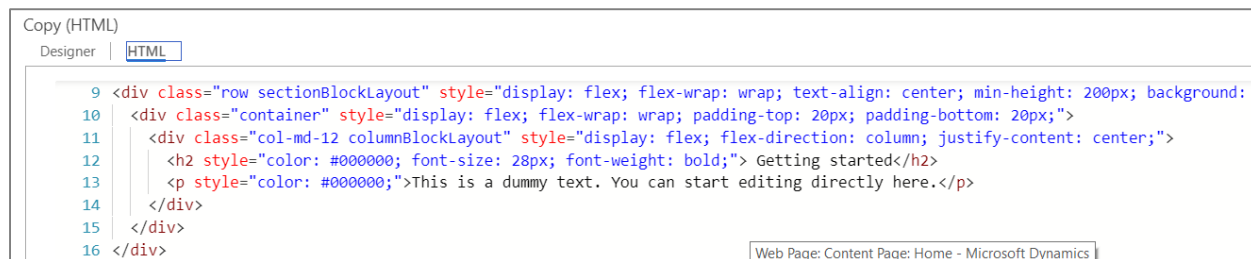 Copy (HTML)
Designer | HTML
9 <div class="row sectionBlockLayout" style="display: flex; flex-wrap: wrap; text-align: center; min-height: 200px; background:
10 <div class="container" style="display: flex; flex-wrap: wrap; padding-top: 20px; padding-bottom: 20px;">
11 <div class="col-md-12 columnBlockLayout" style="display: flex; flex-direction: column; justify-content: center;">
12 <h2 style="color: #000000; font-size: 28px; font-weight: bold;"> Getting started</h2>
13 <p style="color: #000000;">This is a dummy text. You can start editing directly here.</p>
14 </div>
15 </div>
16 </div>
Web Page: Content Page: Home - Microsoft Dynamics